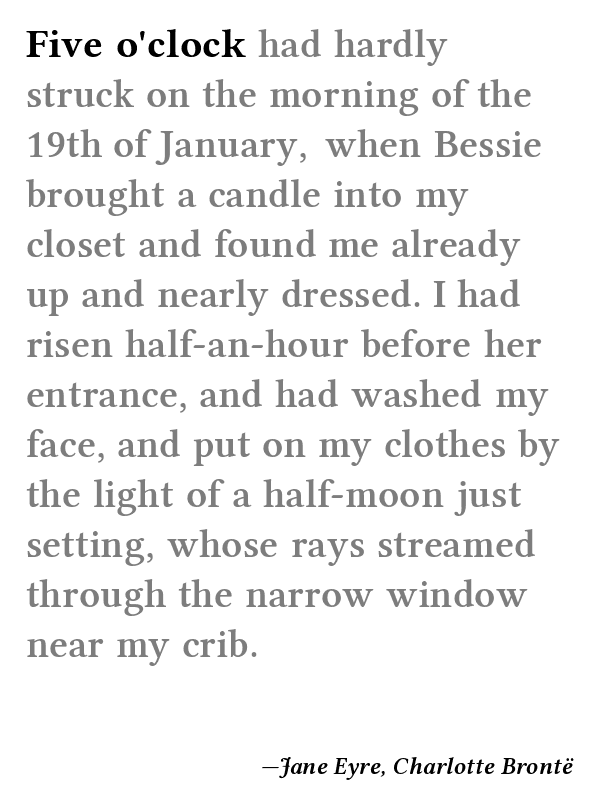 Five o'clock had hardly
struck on the morning of the
19th of January, when Bessie
brought a candle into my
closet and found me already
up and nearly dressed. I had
risen half-an-hour before her
entrance, and had washed my
face, and put on my clothes by
the light of a half-moon just
setting, whose rays streamed
through the narrow window
near my crib.
—Jane Eyre, Charlotte Brontë